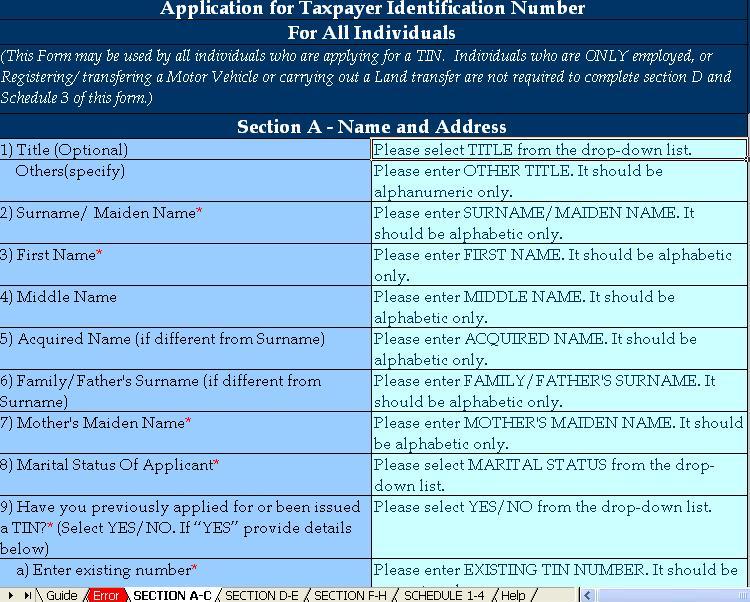 Application for Taxpayer Identification Number
For All Individuals
(This Form may be used by all individuals who are applying for a TIN. Individuals who are ONLY employed, or
Registering/transfering a Motor Vehicle or carrying out a Land transfer are not required to complete section D and
Schedule 3 of this form.)
Section A - Name and Address
1) Title (Optional)
Please select TITLE from the drop-down list.
Others(specify)
Please enter OTHER TITLE. It should be
alphanumeric only.
2) Surname/ Maiden Name*
Please enter SURNAME/MAIDEN NAME. It
should be alphabetic only.
3) First Name*
Please enter FIRST NAME. It should be alphabetic
only.
4) Middle Name
Please enter MIDDLE NAME. It should be
alphabetic only.
5) Acquired Name (if different from Surname)
Please enter ACQUIRED NAME. It should be
alphabetic only.
6) Family/Father's Surname (if different from
Surname)
Please enter FAMILY/FATHER'S SURNAME. It
should be alphabetic only.
7) Mother's Maiden Name*
Please enter MOTHER'S MAIDEN NAME. It should
be alphabetic only.
8) Marital Status Of Applicant*
Please select MARITAL STATUS from the drop-
down list.
9) Have you previously applied for or been issued
a TIN?* (Select YES/NO. If “YES” provide details
below)
Please select YES/NO from the drop-down list.
a) Enter existing number*
Please enter EXISTING TIN NUMBER. It should be
Guide / Error / SECTION A-C / SECTION D-E / SECTION F-H / SCHEDULE 1-4 / Help /